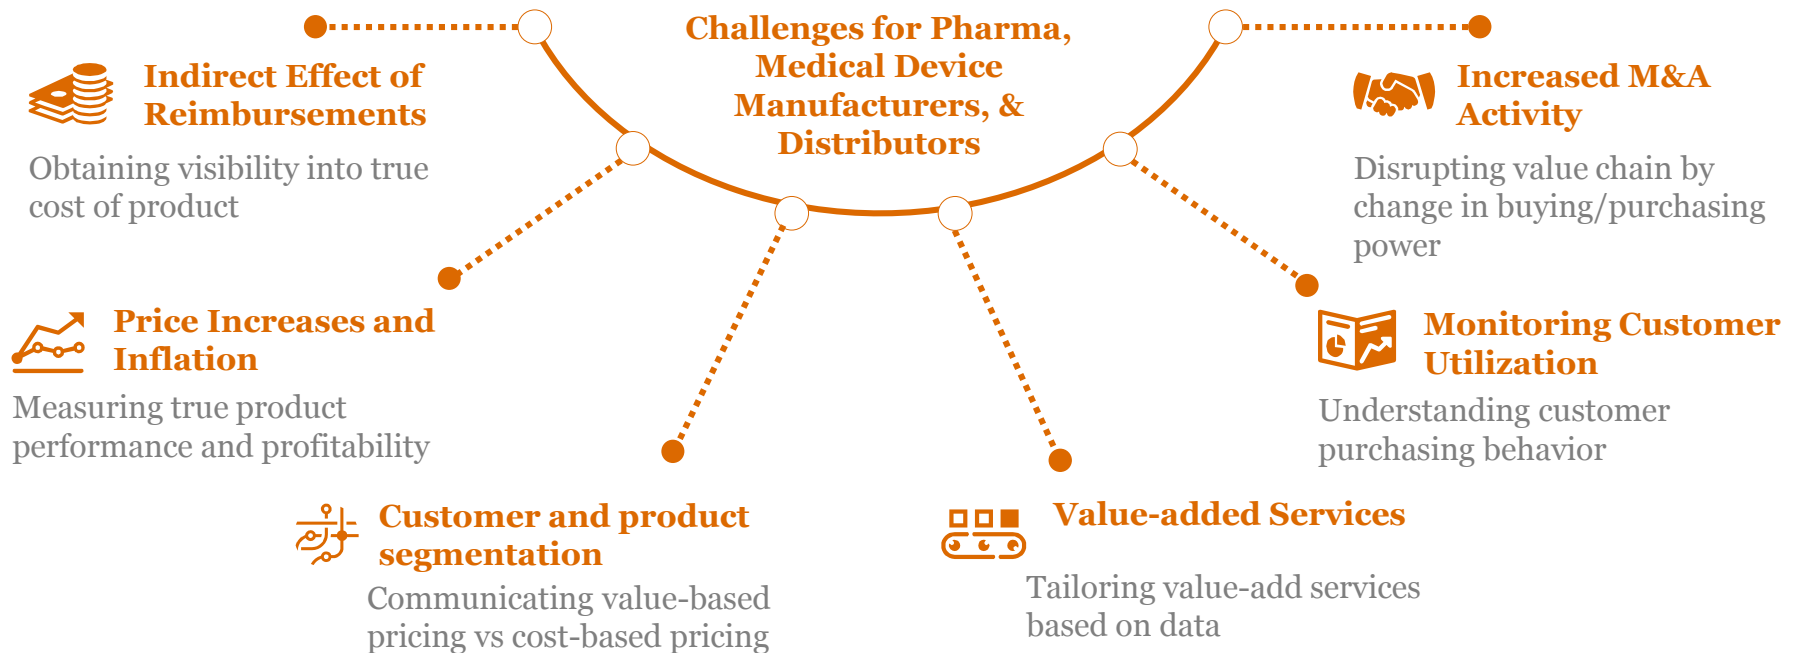 Challenges for Pharma,
Medical Device
Manufacturers, &
Distributors
Indirect Effect of
Reimbursements
Obtaining visibility into true
cost of product
Price Increases and
Inflation
Measuring true product
performance and profitability
Customer and product
segmentation
Communicating value-based
pricing vs cost-based pricing
Value-added Services
Tailoring value-add services
based on data
Monitoring Customer
Utilization
Understanding customer
purchasing behavior
Increased M&A
Activity
Disrupting value chain by
change in buying/purchasing
power